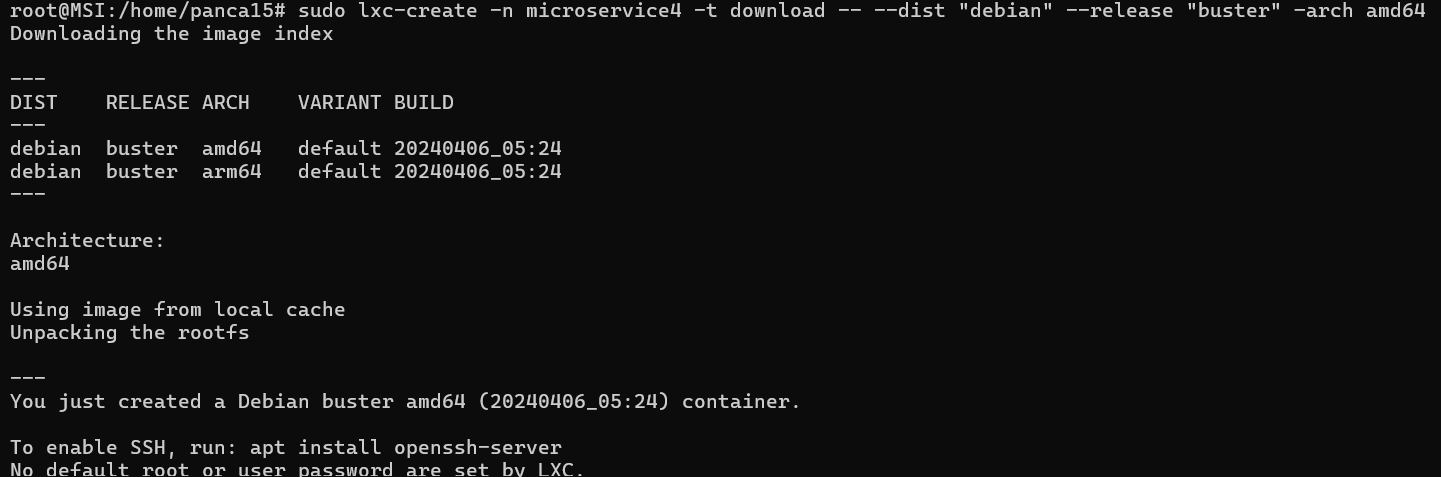 root@MSI:/home/panca15# sudo lxc-create -n microservice4 -t download -- --dist "debian" --release "buster" -arch amd64
Downloading the image index
---
DIST RELEASE ARCH VARIANT BUILD
---
debian buster amd64 default 20240406_05:24
debian buster arm64 default 20240406_05:24
---
Architecture:
amd64
Using image from local cache
Unpacking the rootfs
---
You just created a Debian buster amd64 (20240406_05:24) container.
To enable SSH, run: apt install openssh-server
No default root or user password are set by LXC.